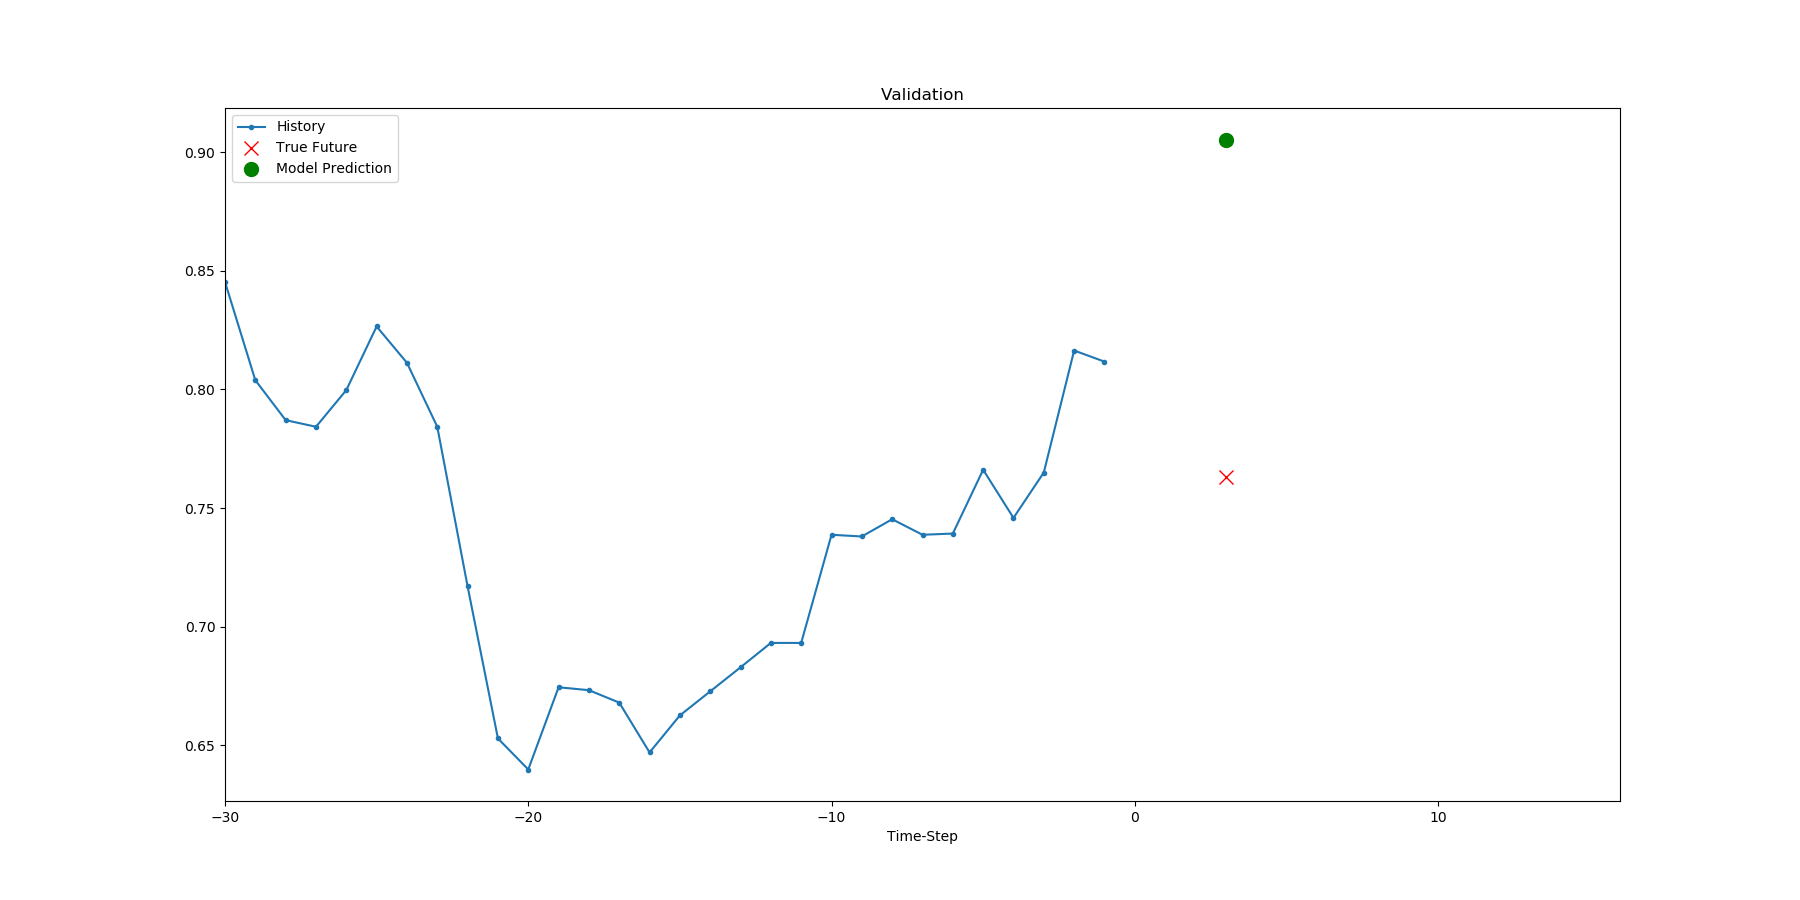 Validation
History
True Future
Model Prediction
0.90
0.85
0.80
0.75
0.70
0.65
−30 −20 −10 0 10
Time-Step